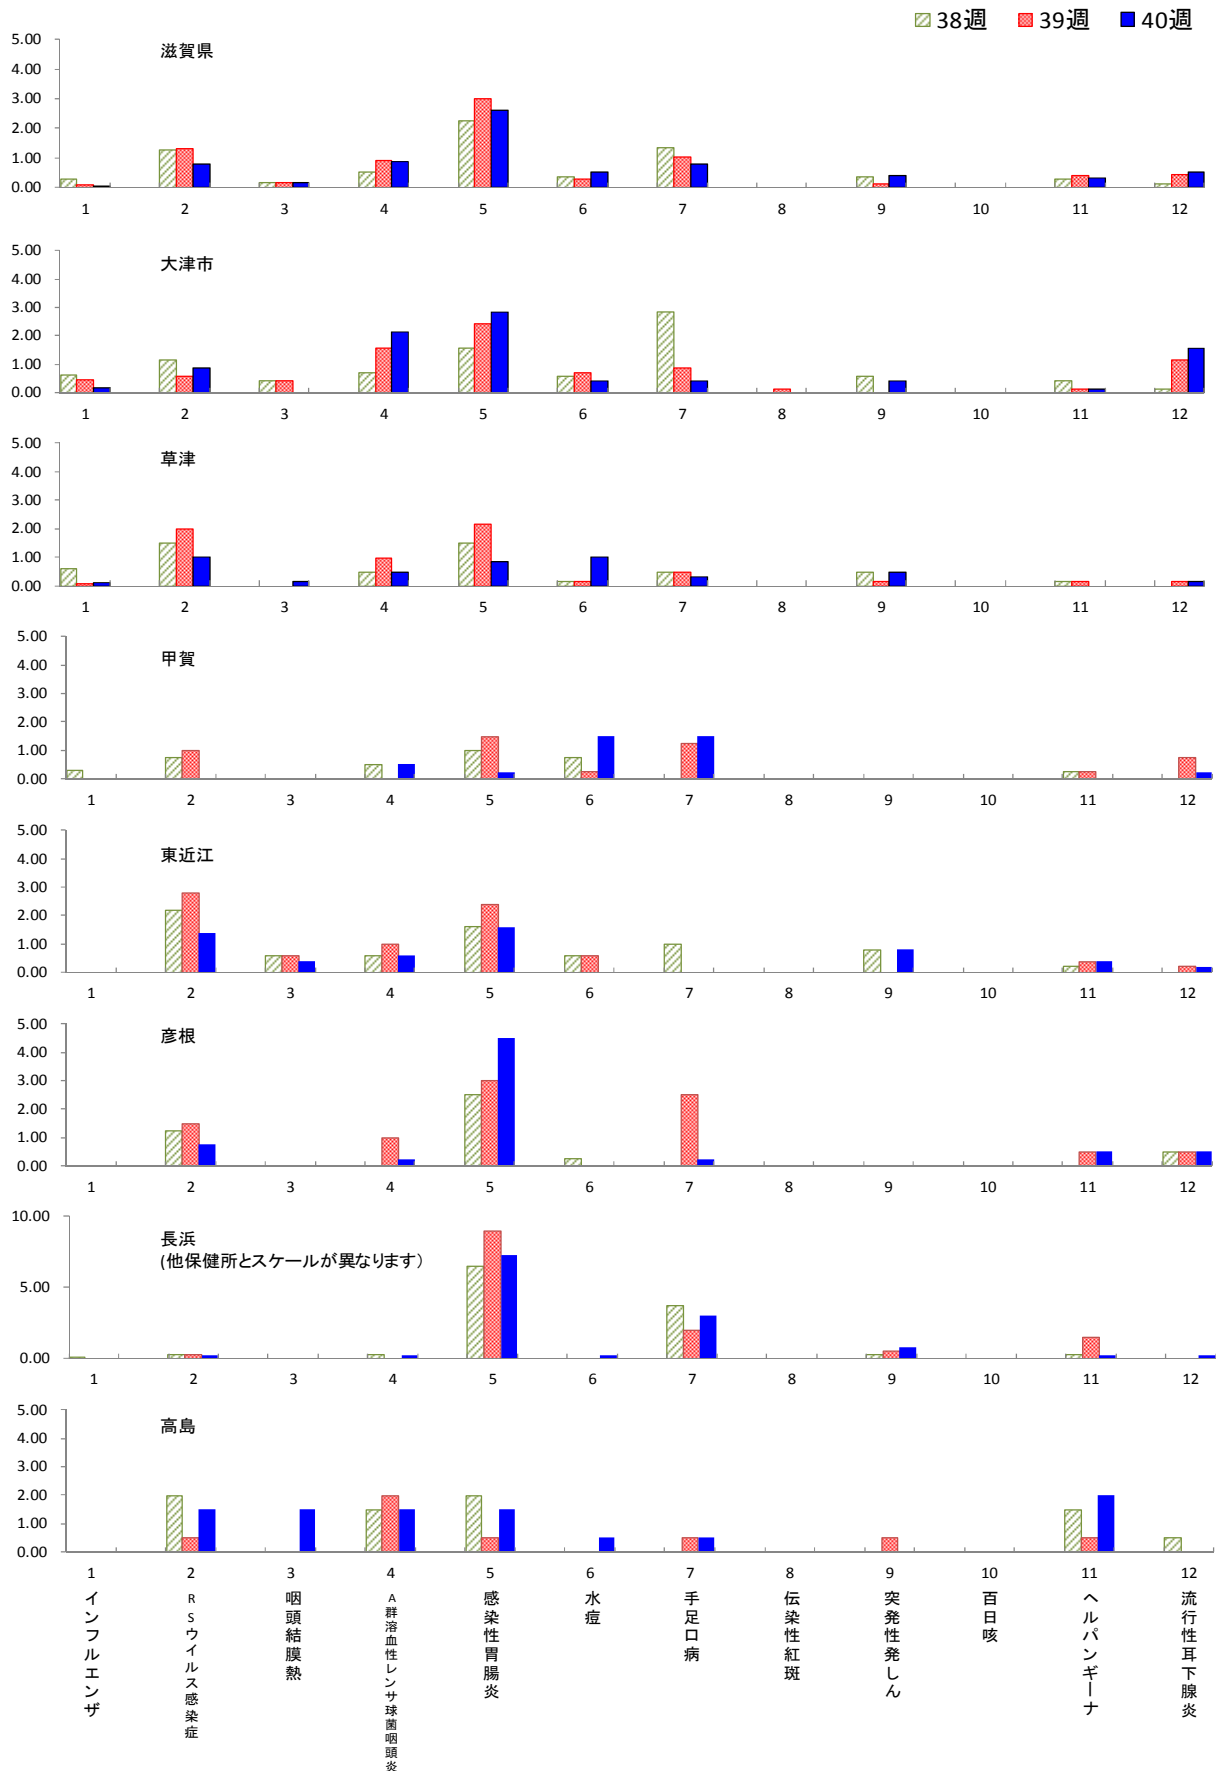 38週 39週 40週
滋賀県
5.00
4.00
3.00
2.00
1.00
0.00
1 2 3 4 5 6 7 8 9 10 11 12
大津市
5.00
4.00
3.00
2.00
1.00
0.00
1 2 3 4 5 6 7 8 9 10 11 12
草津
5.00
4.00
3.00
2.00
1.00
0.00
1 2 3 4 5 6 7 8 9 10 11 12
甲賀
5.00
4.00
3.00
2.00
1.00
0.00
1 2 3 4 5 6 7 8 9 10 11 12
東近江
5.00
4.00
3.00
2.00
1.00
0.00
1 2 3 4 5 6 7 8 9 10 11 12
彦根
5.00
4.00
3.00
2.00
1.00
0.00
1 2 3 4 5 6 7 8 9 10 11 12
長浜
(他保健所とスケールが異なります)
10.00
5.00
0.00
1 2 3 4 5 6 7 8 9 10 11 12
高島
5.00
4.00
3.00
2.00
1.00
0.00
1 2 3 4 5 6 7 8 9 10 11 12
インフルエンザ
RSウイルス感染症
咽頭結膜熱
A群溶血性レンサ球菌咽頭炎
感染性胃腸炎
水痘
手足口病
伝染性紅斑
突発性発しん
百日咳
ヘルパンギーナ
流行性耳下腺炎